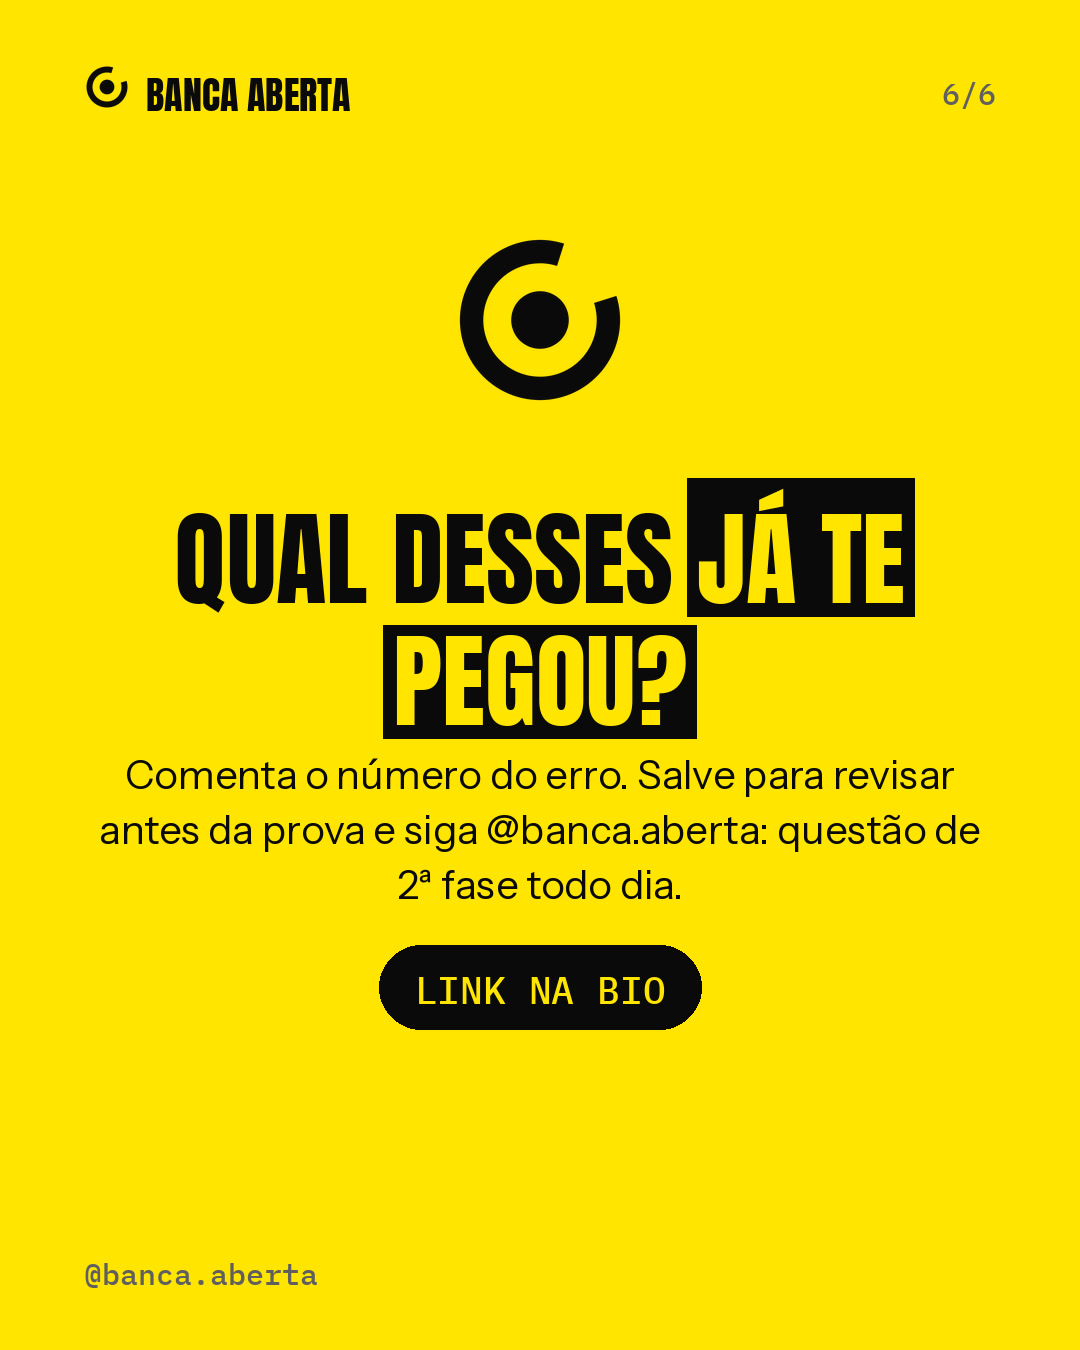 BANCA ABERTA
6/6
QUAL DESSES JÁ TE
PEGOU?
Comenta o número do erro. Salve para revisar
antes da prova e siga @banca.aberta: questão de
2ª fase todo dia.
LINK NA BIO
@banca.aberta